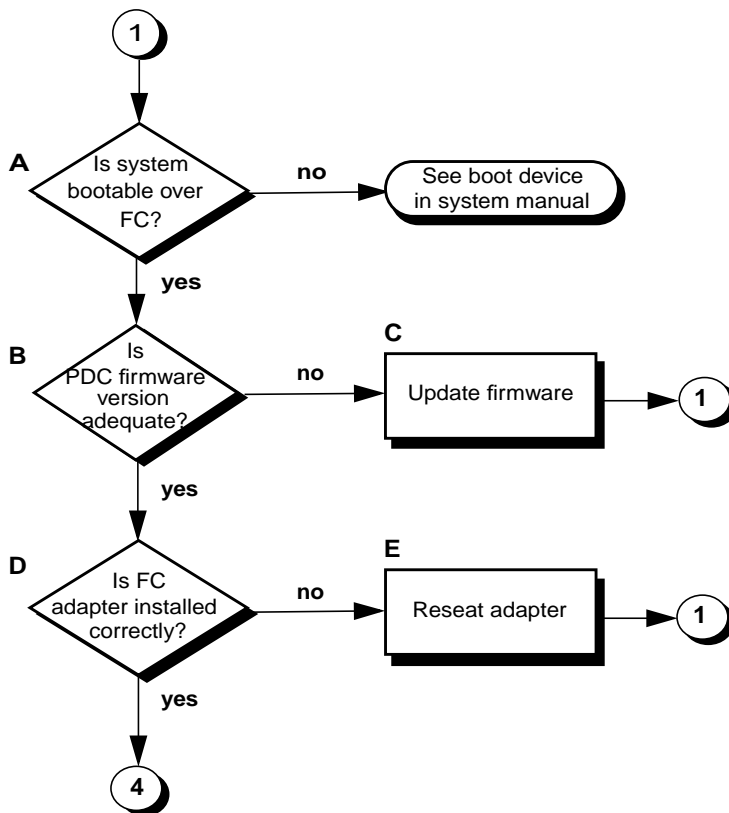 1
A
Is system
bootable over
FC?
no
See boot device
in system manual
yes
B
Is
PDC firmware
version
adequate?
no
C
Update firmware
1
yes
D
Is FC
adapter installed
correctly?
no
E
Reseat adapter
1
yes
4